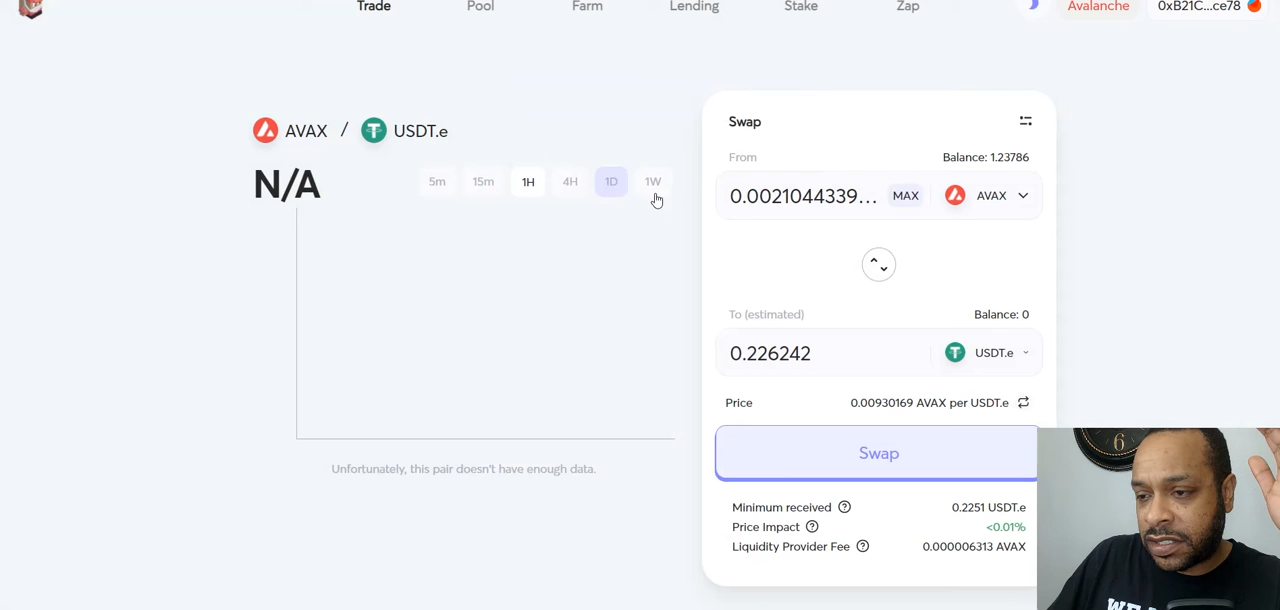 Trade Pool Farm Lending Stake Zap Avalanche 0xB21C...ce78
AVAX / USDT.e
N/A
5m 15m 1H 4H 1D 1W
Unfortunately, this pair doesn't have enough data.
Swap
From Balance: 1.23786
0.0021044339... MAX AVAX
To (estimated) Balance: 0
0.226242 USDT.e
Price 0.00930169 AVAX per USDT.e
Swap
Minimum received 0.2251 USDT.e
Price Impact <0.01%
Liquidity Provider Fee 0.000006313 AVAX
6